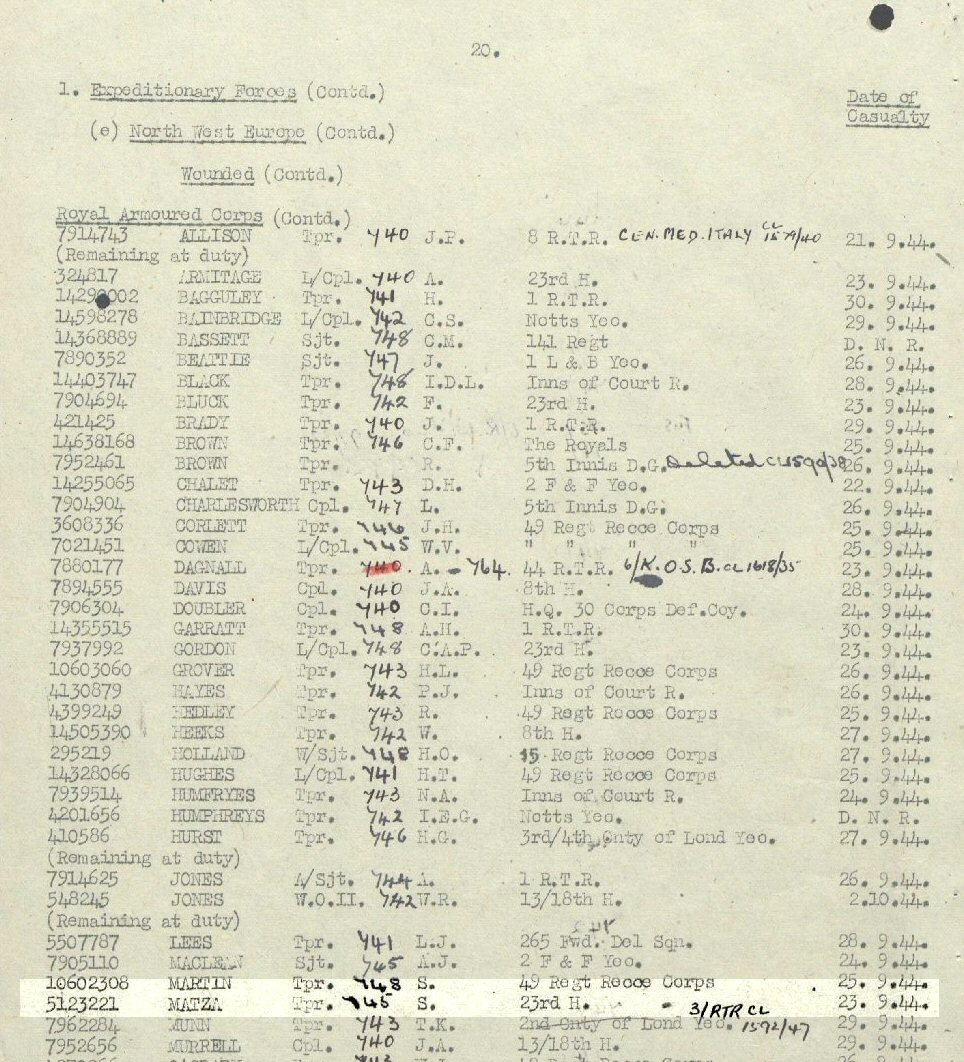 20.
1. Expeditionary Forces (Contd.)
Date of
Casualty
(e) North West Europe (Contd.)
Wounded (Contd.)
Royal Armoured Corps (Contd.)
7914743 ALLISON Tpr. 740 J.P. 8 R.T.R. CEN.MED.ITALY CL 1579/40 21. 9.44.
(Remaining at duty)
324817 ARMITAGE L/Cpl. 740 A. 23rd H. 23. 9.44.
14290002 BAGGULEY Tpr. 741 H. 1 R.T.R. 30. 9.44.
14598278 BAINBRIDGE L/Cpl. 742 C.S. Notts Yeo. 29. 9.44.
14368889 BASSETT Sjt. 748 C.M. 141 Regt D. N. R.
7890352 BEATTIE Sjt. 747 J. 1 L & B Yeo. 26. 9.44.
14403747 BLACK Tpr. 748 I.D.L. Inns of Court R. 28. 9.44.
7904694 BLUCK Tpr. 742 F. 23rd H. 23. 9.44.
421425 BRADY Tpr. 740 J. 1 R.T.R. 29. 9.44.
14638168 BROWN Tpr. 746 C.F. The Royals 25. 9.44.
7952461 BROWN Tpr. R. 5th Innis D.G. Deleted CL1590/38 26. 9.44.
14255065 CHALET Tpr. 743 D.H. 2 F & F Yeo. 22. 9.44.
7904904 CHARLESWORTH Cpl. 747 L. 5th Innis D.G. 26. 9.44.
3608336 CORLETT Tpr. 746 J.H. 49 Regt Recce Corps 25. 9.44.
7021451 COWEN L/Cpl. 745 W.V. " " " " 25. 9.44.
7880177 DAGNALL Tpr. 740. A. - 764. 44 R.T.R. 6/K.O.S.B. CL1618/35 23. 9.44.
7894555 DAVIS Cpl. 740 J.A. 8th H. 28. 9.44.
7906304 DOUBLER Cpl. 740 C.I. H.Q. 30 Corps Def.Coy. 24. 9.44.
14355515 GARRATT Tpr. 748 A.H. 1 R.T.R. 30. 9.44.
7937992 GORDON L/Cpl. 748 C.A.P. 23rd H. 23. 9.44.
10603060 GROVER Tpr. 743 H.L. 49 Regt Recce Corps 26. 9.44.
4130879 HAYES Tpr. 742 P.J. Inns of Court R. 26. 9.44.
4399249 HEDLEY Tpr. 743 R. 49 Regt Recce Corps 25. 9.44.
14505390 HEEKS Tpr. 742 W. 8th H. 27. 9.44.
295219 HOLLAND W/Sjt. 748 H.O. 15 Regt Recce Corps 27. 9.44.
14328066 HUGHES L/Cpl. 741 H.T. 49 Regt Recce Corps 25. 9.44.
7939514 HUMFRYES Tpr. 743 N.A. Inns of Court R. 24. 9.44.
4201656 HUMPHREYS Tpr. 742 I.E.G. Notts Yeo. D. N. R.
410586 HURST Tpr. 746 H.G. 3rd/4th Cnty of Lond Yeo. 27. 9.44.
(Remaining at duty)
7914625 JONES A/Sjt. 744 A. 1 R.T.R. 26. 9.44.
548245 JONES W.O.II. 742 W.R. 13/18th H. 2.10.44.
(Remaining at duty)
5507787 LEES Tpr. 741 L.J. 265 Fwd. Del Sqn. 28. 9.44.
7905110 MACLEAN Sjt. 745 A.J. 2 F & F Yeo. 24. 9.44.
10602308 MARTIN Tpr. 748 S. 49 Regt Recce Corps 25. 9.44.
5123221 MATZA Tpr. 745 S. 23rd H. 23. 9.44.
3/RTR CL
7962284 MUNN Tpr. 743 T.K. 2nd Cnty of Lond Yeo. 1592/47 29. 9.44.
7952656 MURRELL Cpl. 740 J.A. 13/18th H. 29. 9.44.